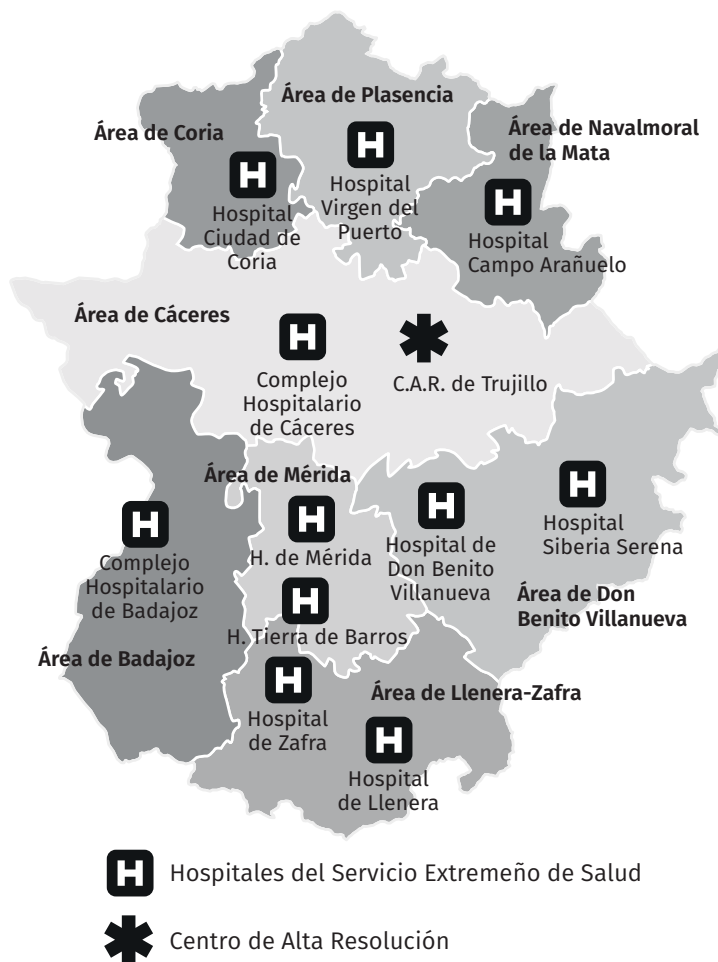 Área de Plasencia
Área de Coria
Área de Navalmoral
de la Mata
Hospital
Virgen del
Puerto
Hospital
Ciudad de
Coria
Hospital
Campo Arañuelo
Área de Cáceres
Complejo
Hospitalario
de Cáceres
C.A.R. de Trujillo
Área de Mérida
H. de Mérida
Hospital de
Don Benito
Villanueva
Hospital
Siberia Serena
Complejo
Hospitalario
de Badajoz
Área de Don
Benito Villanueva
H. Tierra de Barros
Área de Badajoz
Área de Llenera-Zafra
Hospital
de Zafra
Hospital
de Llenera
H Hospitales del Servicio Extremeño de Salud
Centro de Alta Resolución